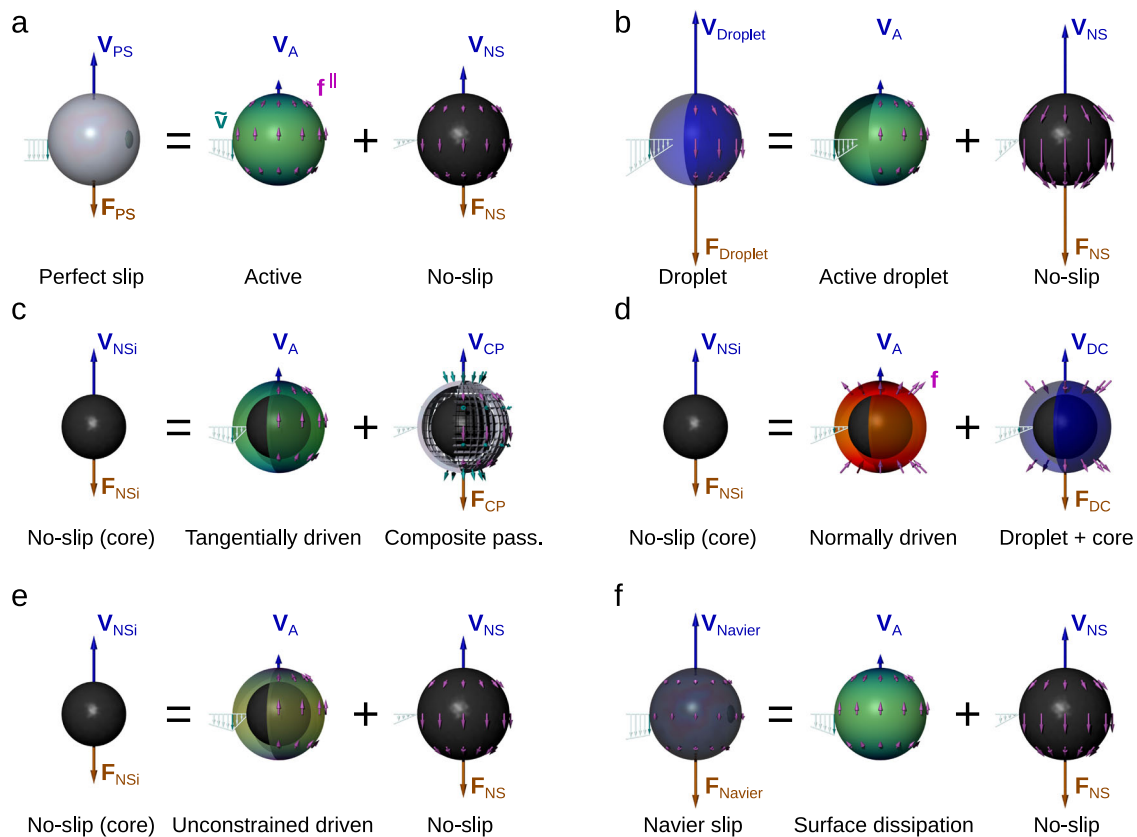 a
V_PS V_A V_NS
f^||
ṽ
= +
F_PS F_NS
Perfect slip Active No-slip
b
V_Droplet V_A V_NS
= +
F_Droplet F_NS
Droplet Active droplet No-slip
c
V_NSi V_A V_CP
= +
F_NSi F_CP
No-slip (core) Tangentially driven Composite pass.
d
V_NSi V_A V_DC
f
= +
F_NSi F_DC
No-slip (core) Normally driven Droplet + core
e
V_NSi V_A V_NS
= +
F_NSi F_NS
No-slip (core) Unconstrained driven No-slip
f
V_Navier V_A V_NS
= +
F_Navier F_NS
Navier slip Surface dissipation No-slip